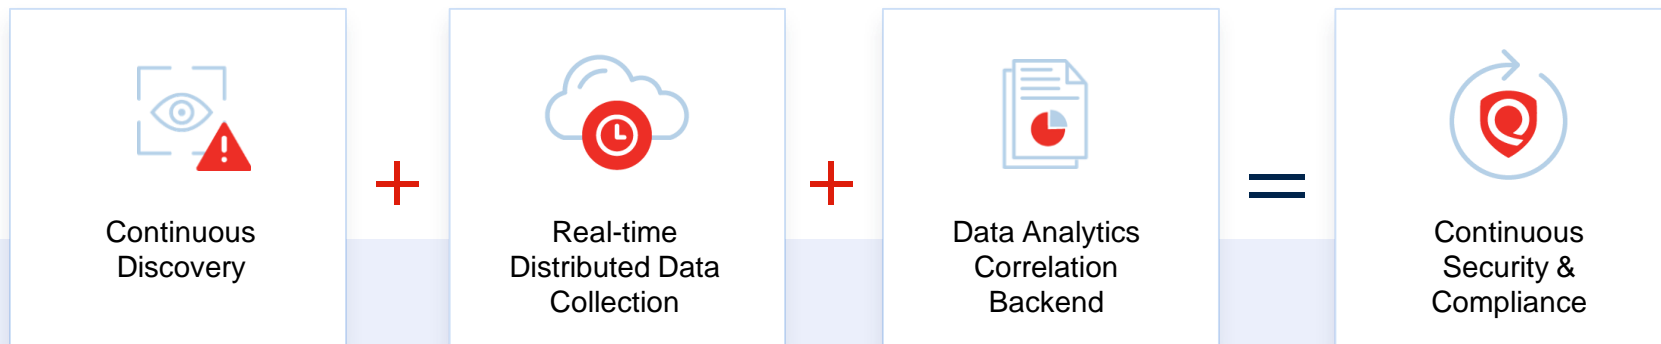 Continuous
Discovery
+
Real-time
Distributed Data
Collection
+
Data Analytics
Correlation
Backend
=
Continuous
Security &
Compliance